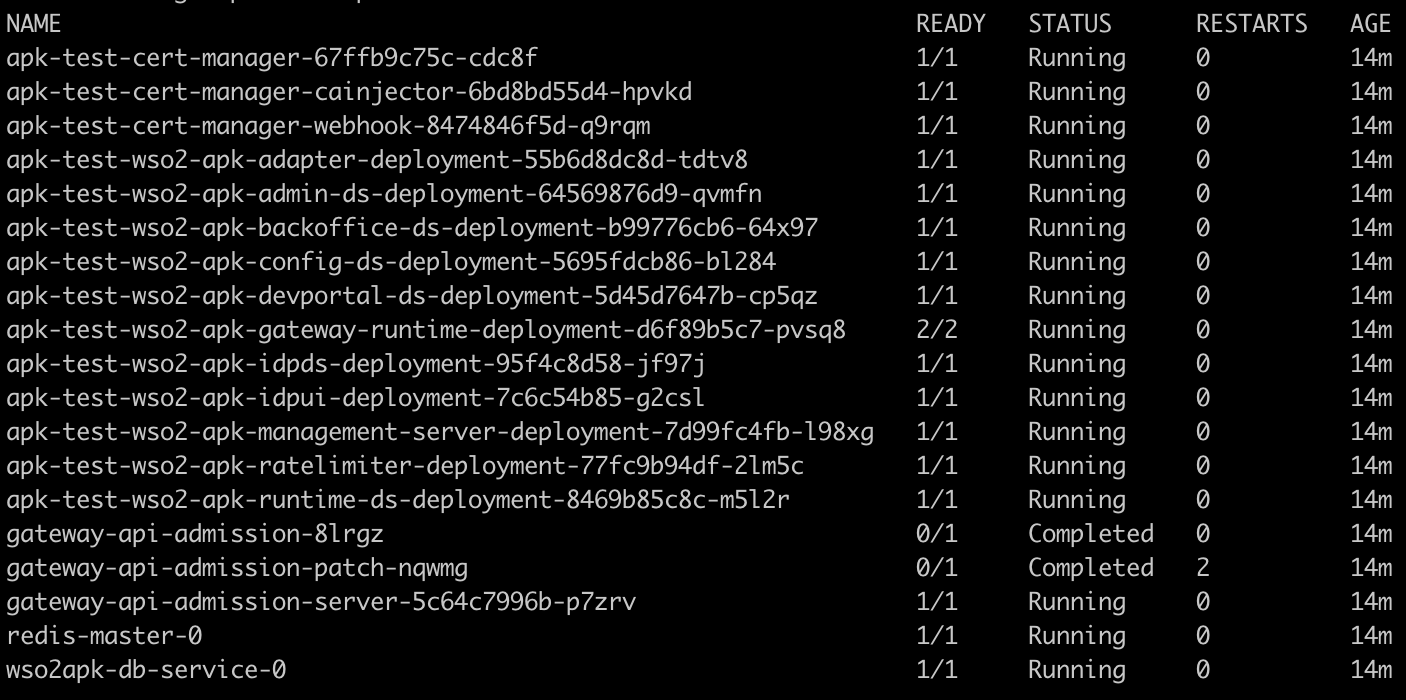 NAME READY STATUS RESTARTS AGE
apk-test-cert-manager-67ffb9c75c-cdc8f 1/1 Running 0 14m
apk-test-cert-manager-cainjector-6bd8bd55d4-hpvkd 1/1 Running 0 14m
apk-test-cert-manager-webhook-8474846f5d-q9rqm 1/1 Running 0 14m
apk-test-wso2-apk-adapter-deployment-55b6d8dc8d-tdtv8 1/1 Running 0 14m
apk-test-wso2-apk-admin-ds-deployment-64569876d9-qvmfn 1/1 Running 0 14m
apk-test-wso2-apk-backoffice-ds-deployment-b99776cb6-64x97 1/1 Running 0 14m
apk-test-wso2-apk-config-ds-deployment-5695fdcb86-bl284 1/1 Running 0 14m
apk-test-wso2-apk-devportal-ds-deployment-5d45d7647b-cp5qz 1/1 Running 0 14m
apk-test-wso2-apk-gateway-runtime-deployment-d6f89b5c7-pvsq8 2/2 Running 0 14m
apk-test-wso2-apk-idpds-deployment-95f4c8d58-jf97j 1/1 Running 0 14m
apk-test-wso2-apk-idpui-deployment-7c6c54b85-g2csl 1/1 Running 0 14m
apk-test-wso2-apk-management-server-deployment-7d99fc4fb-l98xg 1/1 Running 0 14m
apk-test-wso2-apk-ratelimiter-deployment-77fc9b94df-2lm5c 1/1 Running 0 14m
apk-test-wso2-apk-runtime-ds-deployment-8469b85c8c-m5l2r 1/1 Running 0 14m
gateway-api-admission-8lrgz 0/1 Completed 0 14m
gateway-api-admission-patch-nqwmg 0/1 Completed 2 14m
gateway-api-admission-server-5c64c7996b-p7zrv 1/1 Running 0 14m
redis-master-0 1/1 Running 0 14m
wso2apk-db-service-0 1/1 Running 0 14m